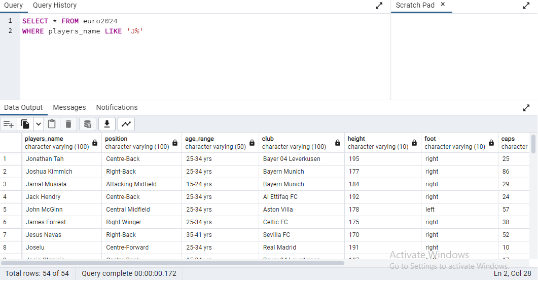 Query Query History
Scratch Pad ×
1 SELECT * FROM euro2024
2 WHERE players_name LIKE 'J%'
Data Output Messages Notifications
players_name position age_range club height foot caps
character varying (100) character varying (100) character varying (50) character varying (100) character varying (10) character varying (10) character
1 Jonathan Tah Centre-Back 25-34 yrs Bayer 04 Leverkusen 195 right 25
2 Joshua Kimmich Right-Back 25-34 yrs Bayern Munich 177 right 86
3 Jamal Musiala Attacking Midfield 15-24 yrs Bayern Munich 184 right 29
4 Jack Hendry Centre-Back 25-34 yrs Al-Ettifaq FC 192 right 24
5 John McGinn Central Midfield 25-34 yrs Aston Villa 178 left 57
6 James Forrest Right Winger 25-34 yrs Celtic FC 175 right 38
7 Jesus Navas Right-Back 35-41 yrs Sevilla FC 170 right 52
8 Joselu Centre-Forward 25-34 yrs Real Madrid 191 right 10
Activate Windows
Go to Settings to activate Windows.
Total rows: 54 of 54 Query complete 00:00:00.172 Ln 2, Col 28